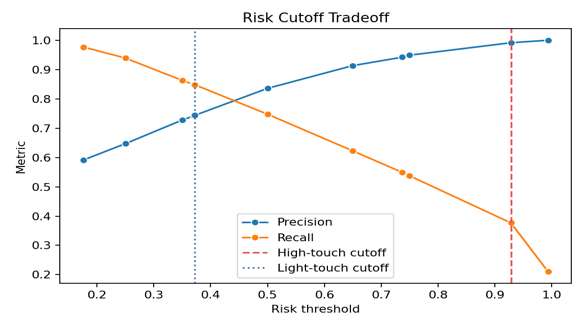 Risk Cutoff Tradeoff
1.0
0.9
0.8
0.7
0.6
0.5
0.4
0.3
0.2
Metric
Precision
Recall
High-touch cutoff
Light-touch cutoff
0.2 0.3 0.4 0.5 0.6 0.7 0.8 0.9 1.0
Risk threshold